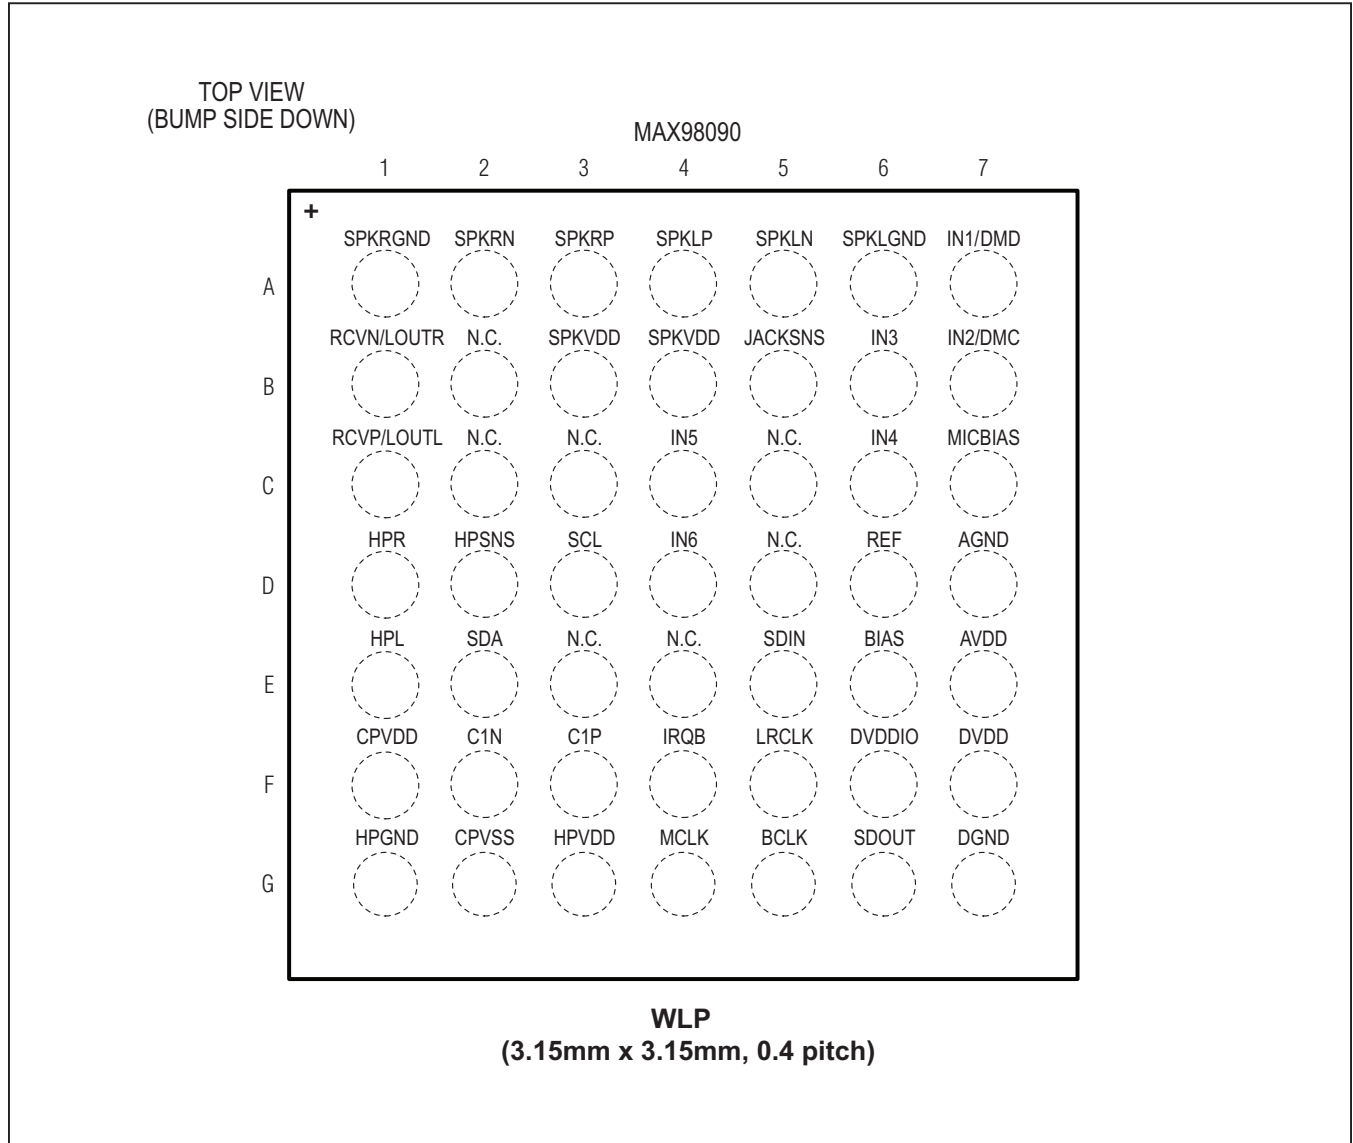 TOP VIEW
(BUMP SIDE DOWN)
MAX98090
1 2 3 4 5 6 7
+
SPKRGND SPKRN SPKRP SPKLP SPKLN SPKLGND IN1/DMD
A
RCVN/LOUTR N.C. SPKVDD SPKVDD JACKSNS IN3 IN2/DMC
B
RCVP/LOUTL N.C. N.C. IN5 N.C. IN4 MICBIAS
C
HPR HPSNS SCL IN6 N.C. REF AGND
D
HPL SDA N.C. N.C. SDIN BIAS AVDD
E
CPVDD C1N C1P IRQB LRCLK DVDDIO DVDD
F
HPGND CPVSS HPVDD MCLK BCLK SDOUT DGND
G
WLP
(3.15mm x 3.15mm, 0.4 pitch)